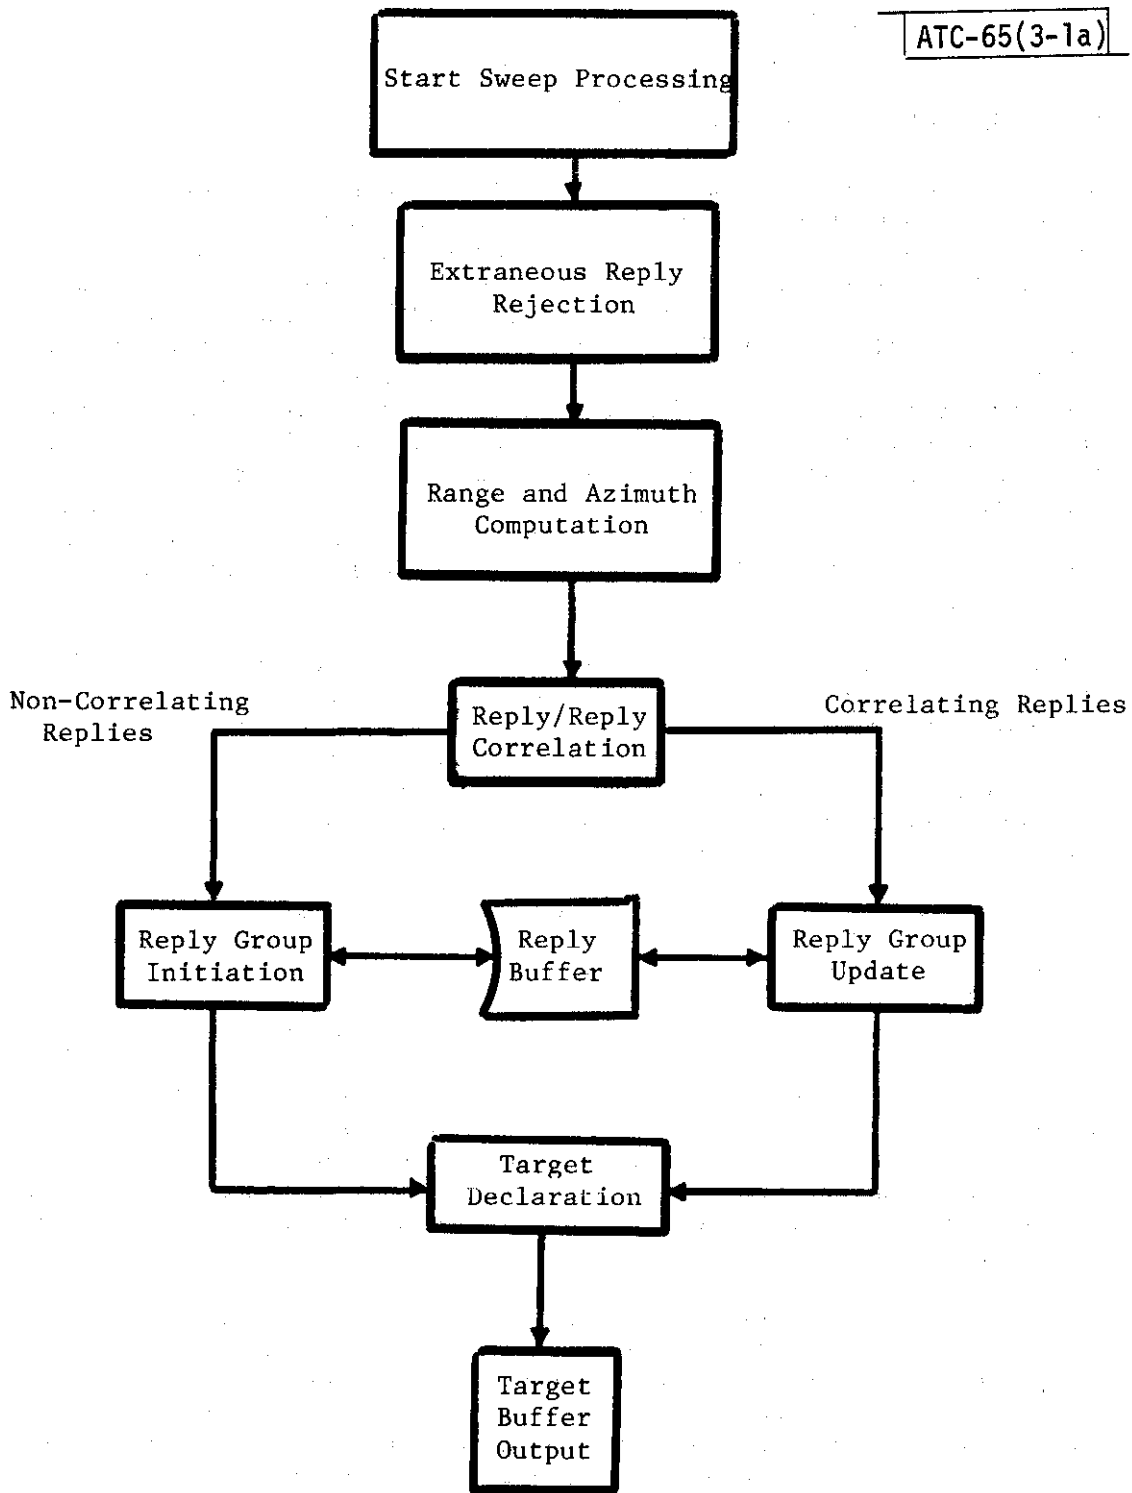 ATC-65(3-1a)
Start Sweep Processing
Extraneous Reply
Rejection
Range and Azimuth
Computation
Non-Correlating
Replies
Reply/Reply
Correlation
Correlating Replies
Reply Group
Initiation
Reply
Buffer
Reply Group
Update
Target
Declaration
Target
Buffer
Output